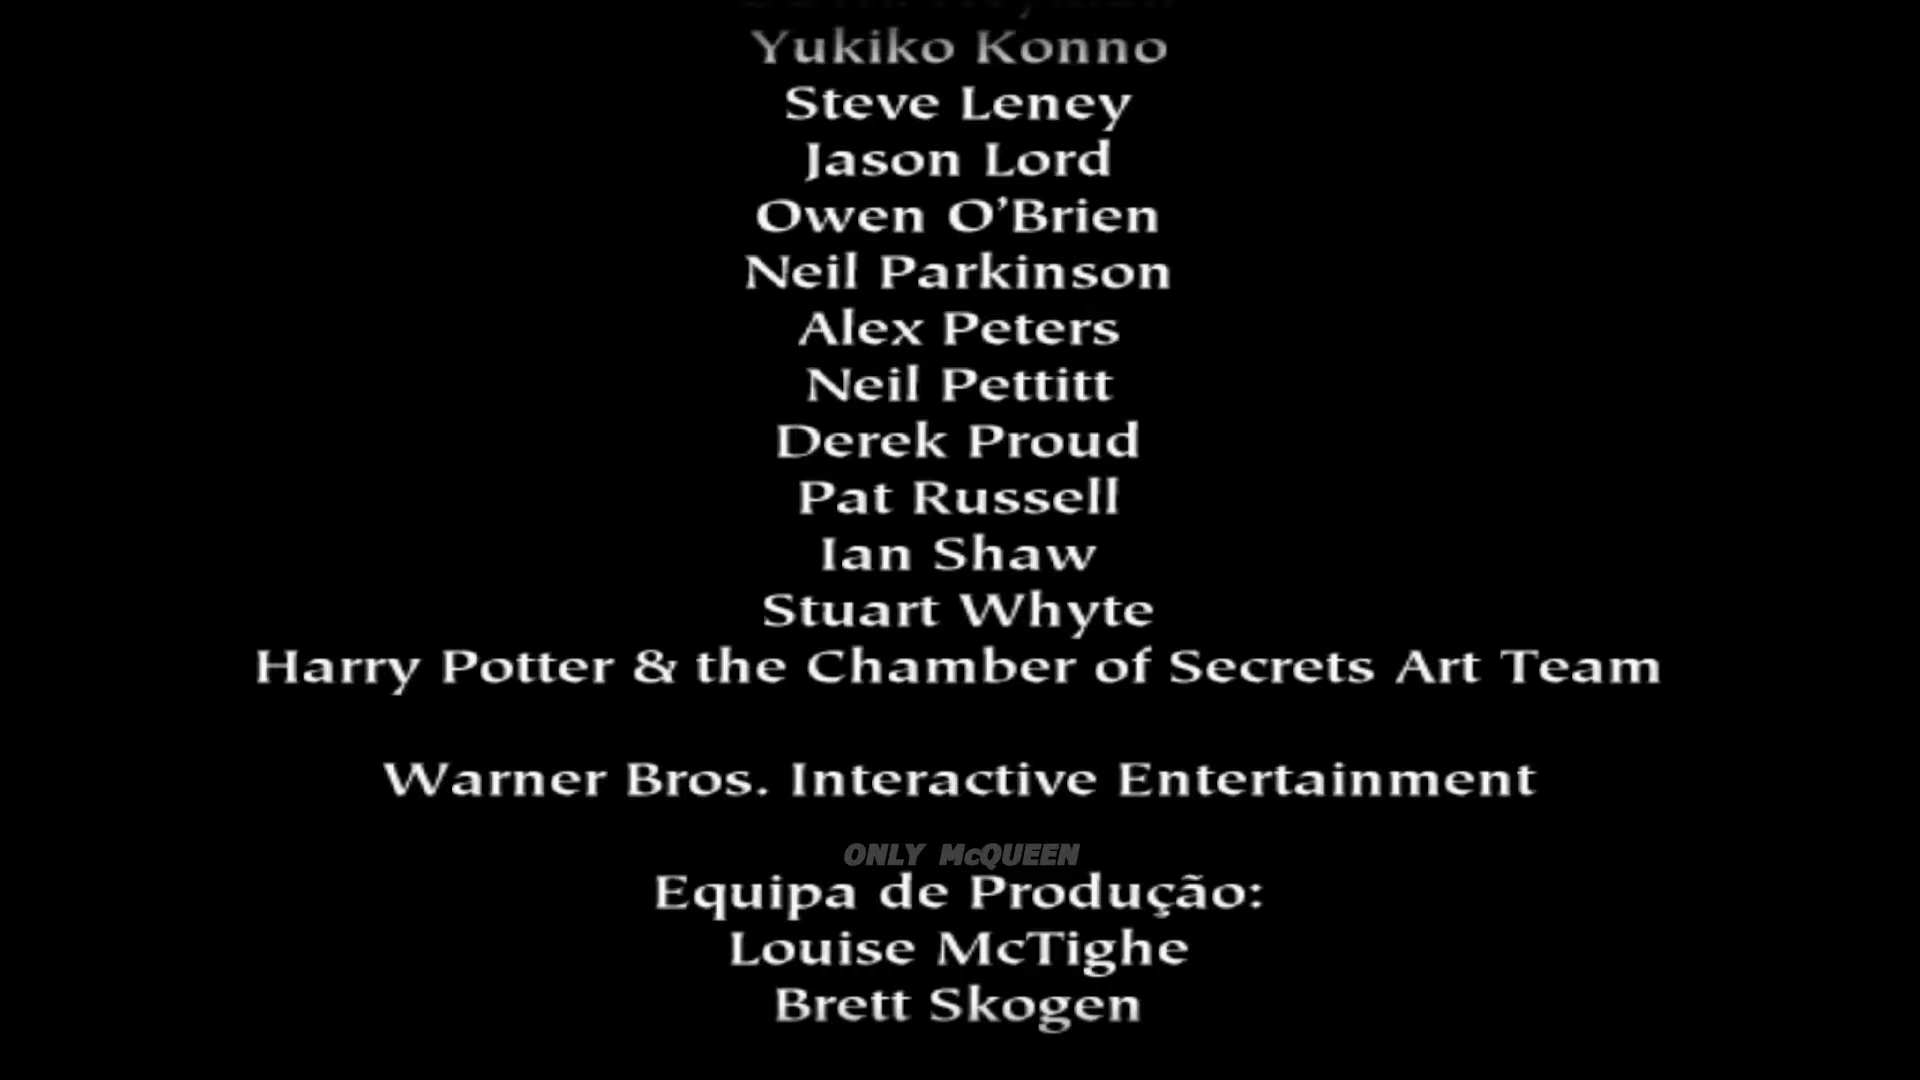 Yukiko Konno
Steve Leney
Jason Lord
Owen O’Brien
Neil Parkinson
Alex Peters
Neil Pettitt
Derek Proud
Pat Russell
Ian Shaw
Stuart Whyte
Harry Potter & the Chamber of Secrets Art Team
Warner Bros. Interactive Entertainment
ONLY McQUEEN
Equipa de Produção:
Louise McTighe
Brett Skogen